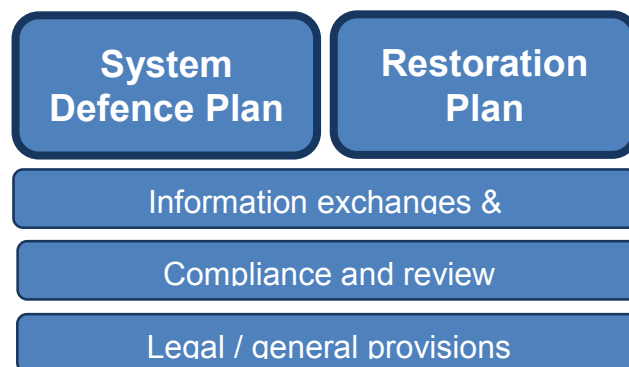 System
Defence Plan
Restoration
Plan
Information exchanges &
Compliance and review
Legal / general provisions